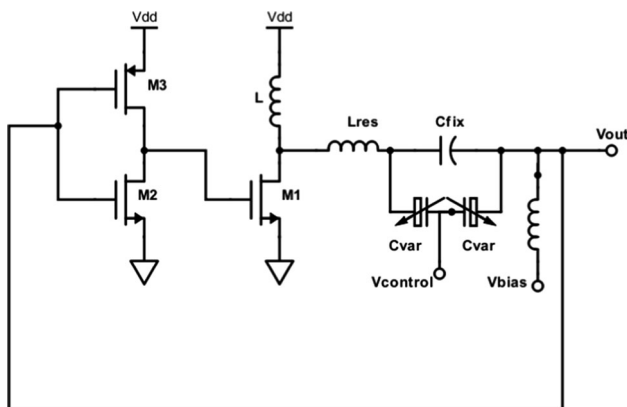 Vdd
Vdd
M3
L
Lres
Cfix
Vout
M2
M1
Cvar
Cvar
Vcontrol
Vbias